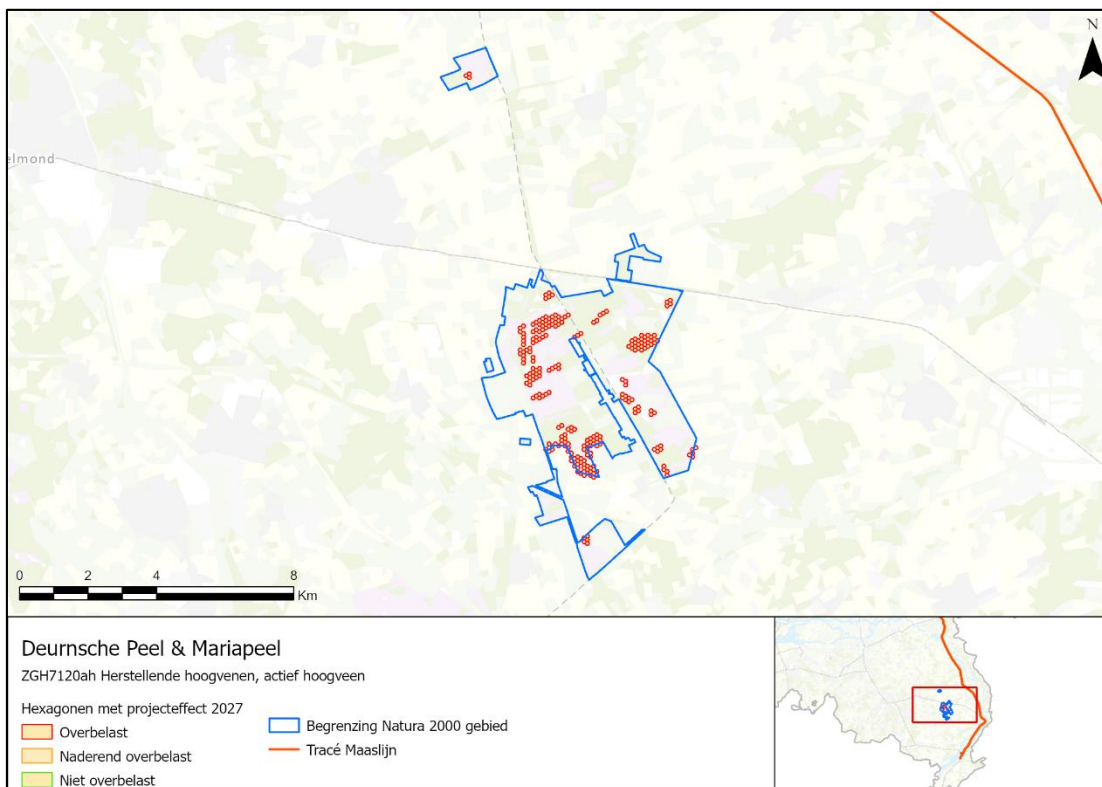 N
elmond
0 2 4 8
Km
Deurnsche Peel & Mariapeel
ZGH7120ah Herstellende hoogvenen, actief hoogveen
Hexagonen met projecteffect 2027
Overbelast
Naderend overbelast
Niet overbelast
Begrenzing Natura 2000 gebied
Tracé Maaslijn